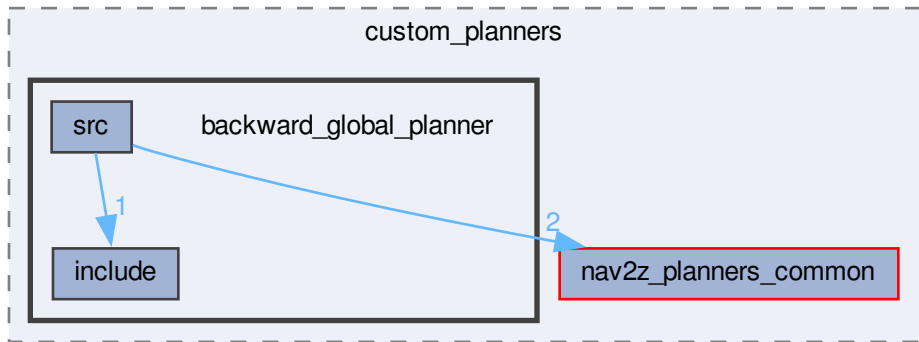 custom_planners
src
backward_global_planner
1
2
include
nav2z_planners_common